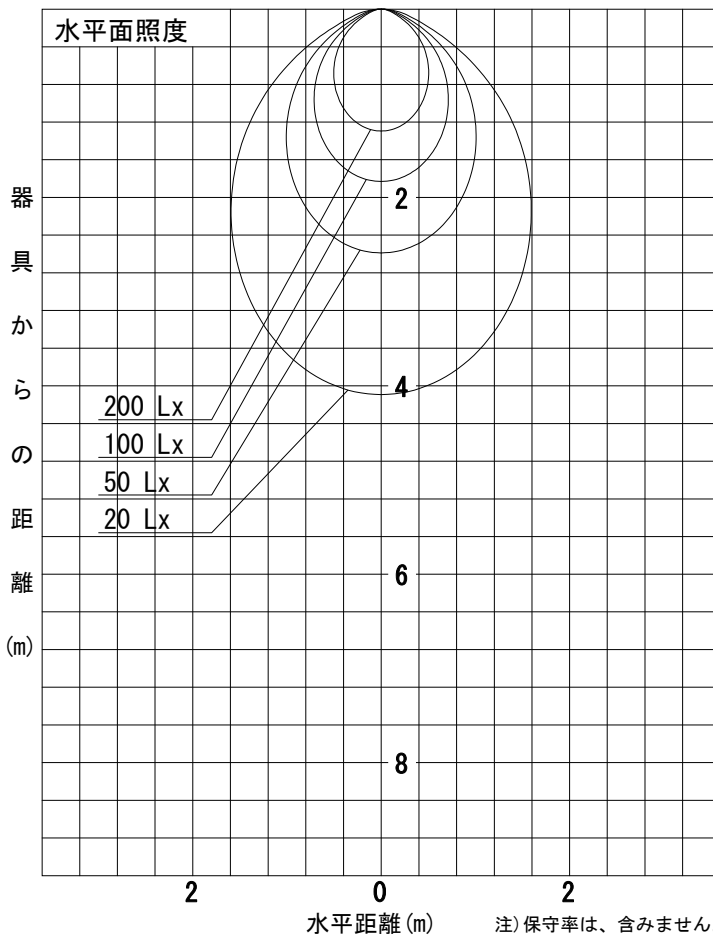 水平面照度
器具からの距離(m)
2
4
6
8
200 Lx
100 Lx
50 Lx
20 Lx
2
0
2
水平距離(m)
注)保守率は、含みません